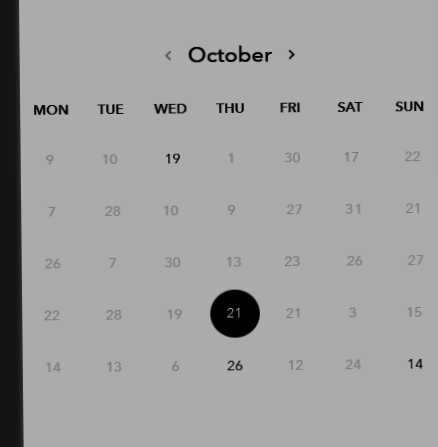 ‹ October ›
MON TUE WED THU FRI SAT SUN
9 10 19 1 30 17 22
7 28 10 9 27 31 21
26 7 30 13 23 26 27
22 28 19 21 21 3 15
14 13 6 26 12 24 14